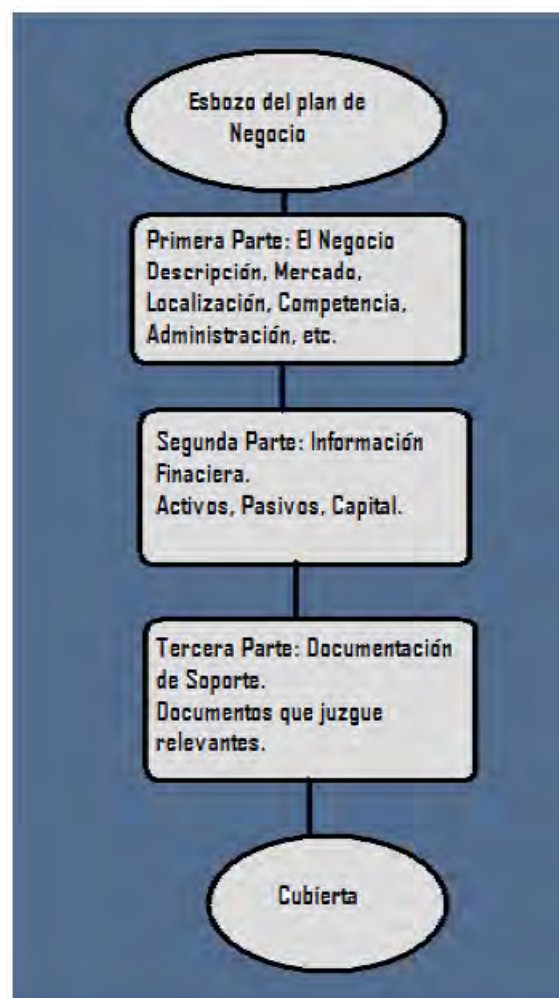 Esbozo del plan de
Negocio
Primera Parte: El Negocio
Descripción, Mercado,
Localización, Competencia,
Administración, etc.
Segunda Parte: Información
Finaciera.
Activos, Pasivos, Capital.
Tercera Parte: Documentación
de Soporte.
Documentos que juzgue
relevantes.
Cubierta